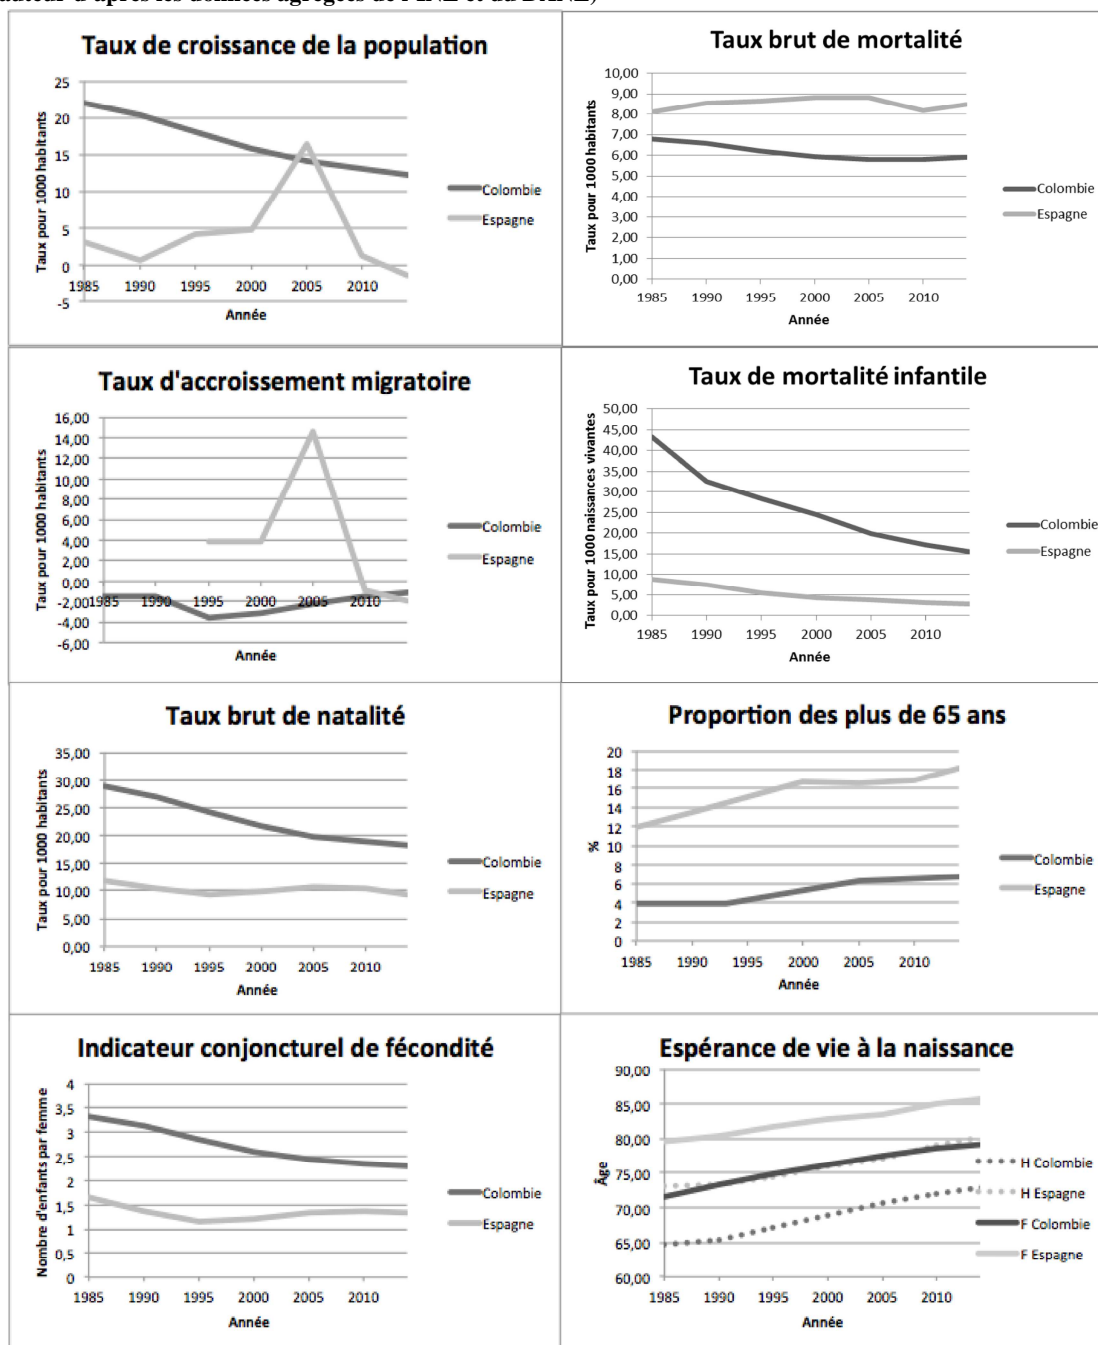 auteur d'après les données agrégées de l'INE et du DANE)
Taux de croissance de la population
Taux pour 1000 habitants
25
20
15
10
5
0
-5
1985 1990 1995 2000 2005 2010
Année
Colombie
Espagne
Taux brut de mortalité
Taux pour 1000 habitants
10,00
9,00
8,00
7,00
6,00
5,00
4,00
3,00
2,00
1,00
0,00
1985 1990 1995 2000 2005 2010
Année
Colombie
Espagne
Taux d'accroissement migratoire
Taux pour 1000 habitants
16,00
14,00
12,00
10,00
8,00
6,00
4,00
2,00
0,00
-2,00
-4,00
-6,00
1985 1990 1995 2000 2005 2010
Année
Colombie
Espagne
Taux de mortalité infantile
Taux pour 1000 naissances vivantes
50,00
45,00
40,00
35,00
30,00
25,00
20,00
15,00
10,00
5,00
0,00
1985 1990 1995 2000 2005 2010
Année
Colombie
Espagne
Taux brut de natalité
Taux pour 1000 habitants
35,00
30,00
25,00
20,00
15,00
10,00
5,00
0,00
1985 1990 1995 2000 2005 2010
Année
Colombie
Espagne
Proportion des plus de 65 ans
%
20
18
16
14
12
10
8
6
4
2
0
1985 1990 1995 2000 2005 2010
Année
Colombie
Espagne
Indicateur conjoncturel de fécondité
Nombre d'enfants par femme
4
3,5
3
2,5
2
1,5
1
0,5
0
1985 1990 1995 2000 2005 2010
Année
Colombie
Espagne
Espérance de vie à la naissance
Âge
90,00
85,00
80,00
75,00
70,00
65,00
60,00
1985 1990 1995 2000 2005 2010
Année
H Colombie
H Espagne
F Colombie
F Espagne